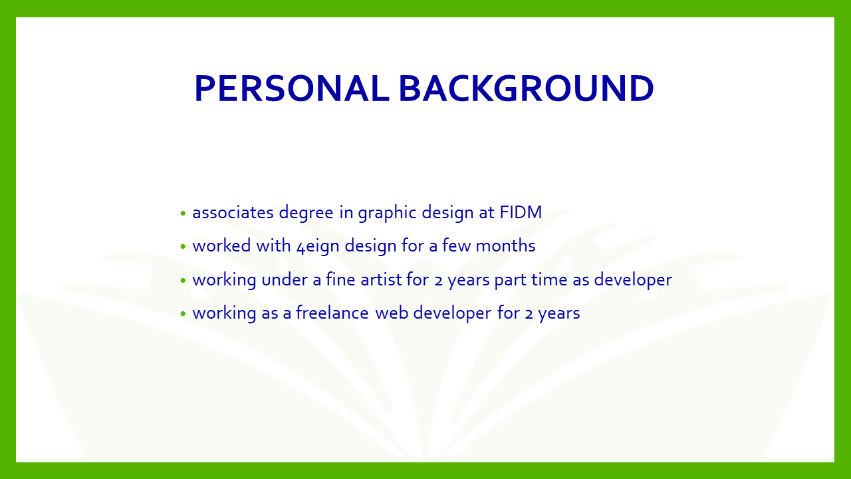 PERSONAL BACKGROUND
• associates degree in graphic design at FIDM
• worked with 4eign design for a few months
• working under a fine artist for 2 years part time as developer
• working as a freelance web developer for 2 years